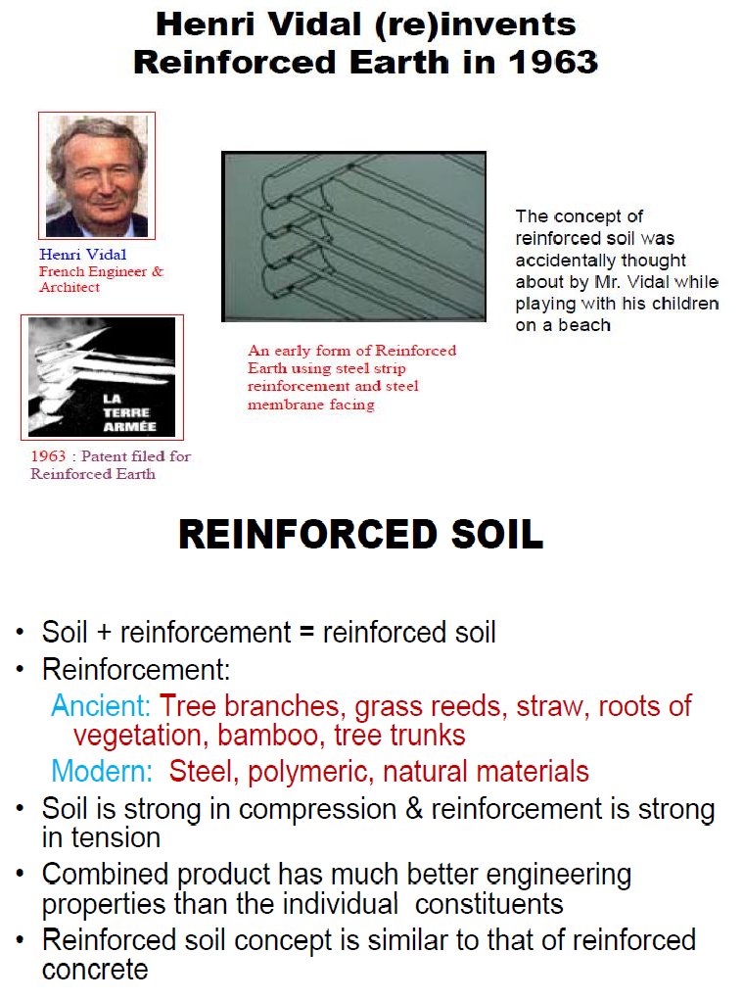 Henri Vidal (re)invents
Reinforced Earth in 1963
Henri Vidal
French Engineer &
Architect
The concept of
reinforced soil was
accidentally thought
about by Mr. Vidal while
playing with his children
on a beach
An early form of Reinforced
Earth using steel strip
reinforcement and steel
membrane facing
LA
TERRE
ARMÉE
1963 : Patent filed for
Reinforced Earth
REINFORCED SOIL
• Soil + reinforcement = reinforced soil
• Reinforcement:
Ancient: Tree branches, grass reeds, straw, roots of
vegetation, bamboo, tree trunks
Modern: Steel, polymeric, natural materials
• Soil is strong in compression & reinforcement is strong
in tension
• Combined product has much better engineering
properties than the individual constituents
• Reinforced soil concept is similar to that of reinforced
concrete